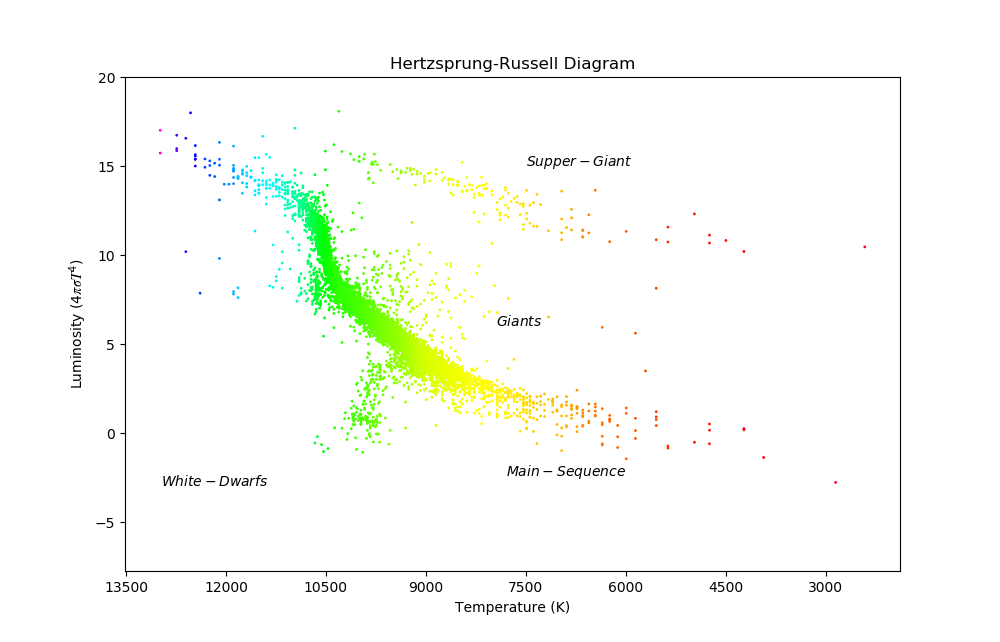 Hertzsprung-Russell Diagram
20
15
10
5
0
−5
Luminosity (4πσT⁴)
Supper − Giant
Giants
Main − Sequence
White − Dwarfs
13500 12000 10500 9000 7500 6000 4500 3000
Temperature (K)